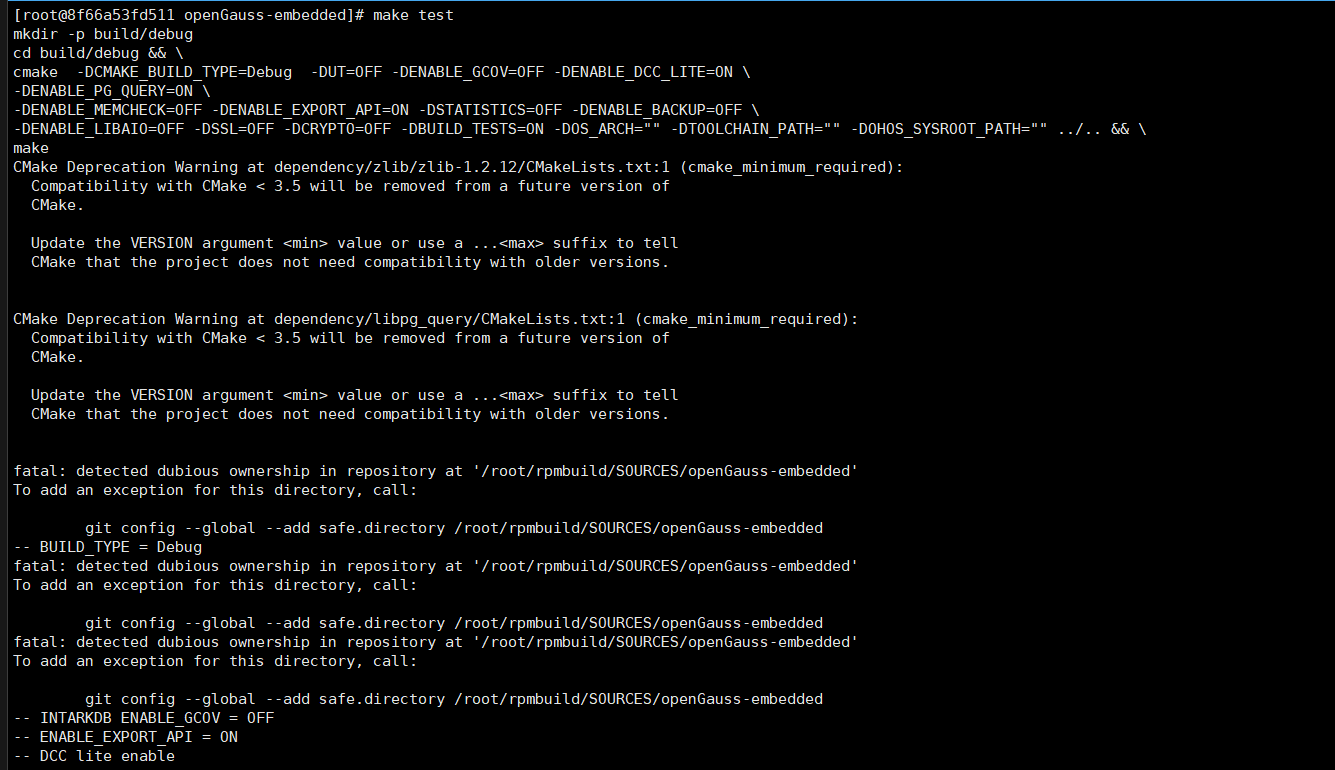 [root@8f66a53fd511 openGauss-embedded]# make test
mkdir -p build/debug
cd build/debug && \
cmake  -DCMAKE_BUILD_TYPE=Debug  -DUT=OFF -DENABLE_GCOV=OFF -DENABLE_DCC_LITE=ON \
-DENABLE_PG_QUERY=ON \
-DENABLE_MEMCHECK=OFF -DENABLE_EXPORT_API=ON -DSTATISTICS=OFF -DENABLE_BACKUP=OFF \
-DENABLE_LIBAIO=OFF -DSSL=OFF -DCRYPTO=OFF -DBUILD_TESTS=ON -DOS_ARCH="" -DTOOLCHAIN_PATH="" -DOHOS_SYSROOT_PATH="" ../.. && \
make
CMake Deprecation Warning at dependency/zlib/zlib-1.2.12/CMakeLists.txt:1 (cmake_minimum_required):
  Compatibility with CMake < 3.5 will be removed from a future version of
  CMake.

  Update the VERSION argument <min> value or use a ...<max> suffix to tell
  CMake that the project does not need compatibility with older versions.


CMake Deprecation Warning at dependency/libpg_query/CMakeLists.txt:1 (cmake_minimum_required):
  Compatibility with CMake < 3.5 will be removed from a future version of
  CMake.

  Update the VERSION argument <min> value or use a ...<max> suffix to tell
  CMake that the project does not need compatibility with older versions.


fatal: detected dubious ownership in repository at '/root/rpmbuild/SOURCES/openGauss-embedded'
To add an exception for this directory, call:

        git config --global --add safe.directory /root/rpmbuild/SOURCES/openGauss-embedded
-- BUILD_TYPE = Debug
fatal: detected dubious ownership in repository at '/root/rpmbuild/SOURCES/openGauss-embedded'
To add an exception for this directory, call:

        git config --global --add safe.directory /root/rpmbuild/SOURCES/openGauss-embedded
fatal: detected dubious ownership in repository at '/root/rpmbuild/SOURCES/openGauss-embedded'
To add an exception for this directory, call:

        git config --global --add safe.directory /root/rpmbuild/SOURCES/openGauss-embedded
-- INTARKDB ENABLE_GCOV = OFF
-- ENABLE_EXPORT_API = ON
-- DCC lite enable